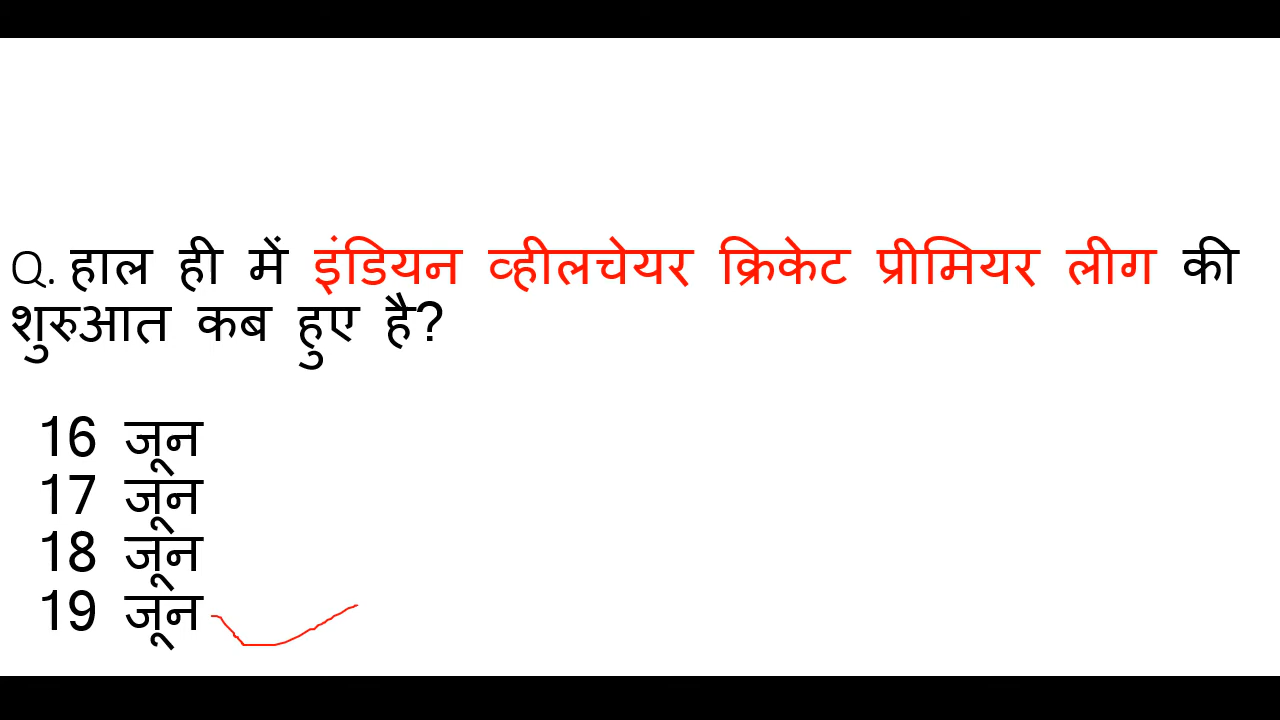 Q. हाल ही में इंडियन व्हीलचेयर क्रिकेट प्रीमियर लीग की
शुरुआत कब हुए है?
16 जून
17 जून
18 जून
19 जून